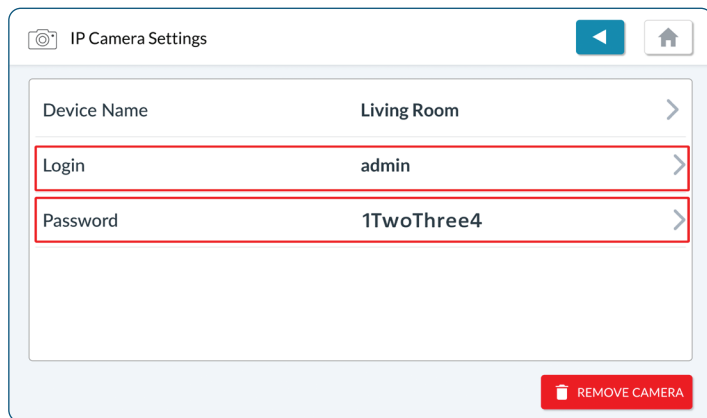 IP Camera Settings
Device Name Living Room
Login admin
Password 1TwoThree4
REMOVE CAMERA